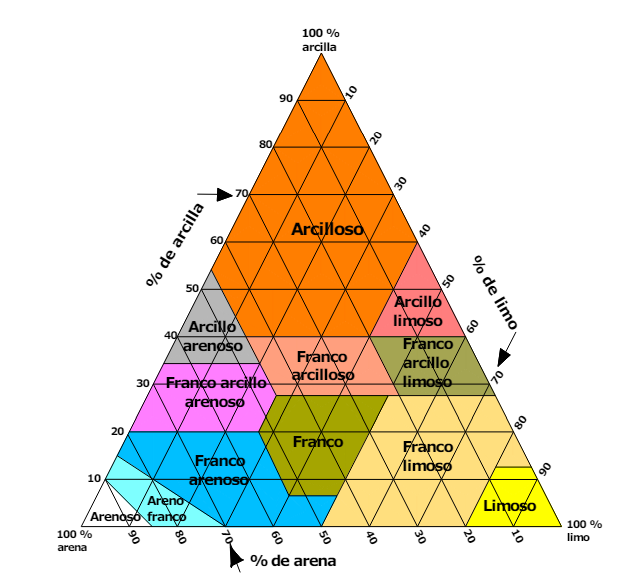 100 %
arcilla
90
10
80
20
70
30
% de arcilla
60
40
Arcilloso
% de limo
50
50
Arcillo
limoso
Arcillo
arenoso
40
60
Franco
arcilloso
Franco
arcillo
limoso
30
70
Franco arcillo
arenoso
20
80
Franco
Franco
limoso
Franco
arenoso
10
90
Areno
franco
Arenoso
Limoso
100 %
arena
90
80
70
60
50
40
30
20
10
100 %
limo
% de arena